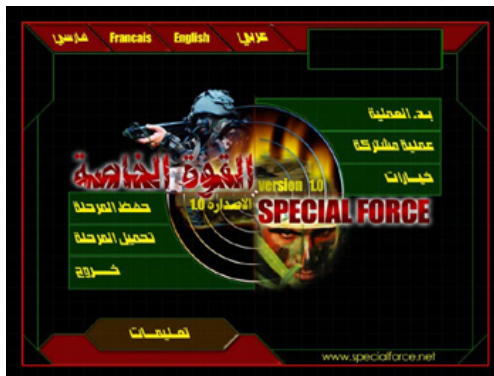 عربي English Francais فارسي
بدء العملية
عملية مشتركة
خيارات
القوة الخاصة
version 1.0
الاصدارة 1.0
SPECIAL FORCE
حفظ المرحلة
تحميل المرحلة
خروج
تعليمات
www.specialforce.net